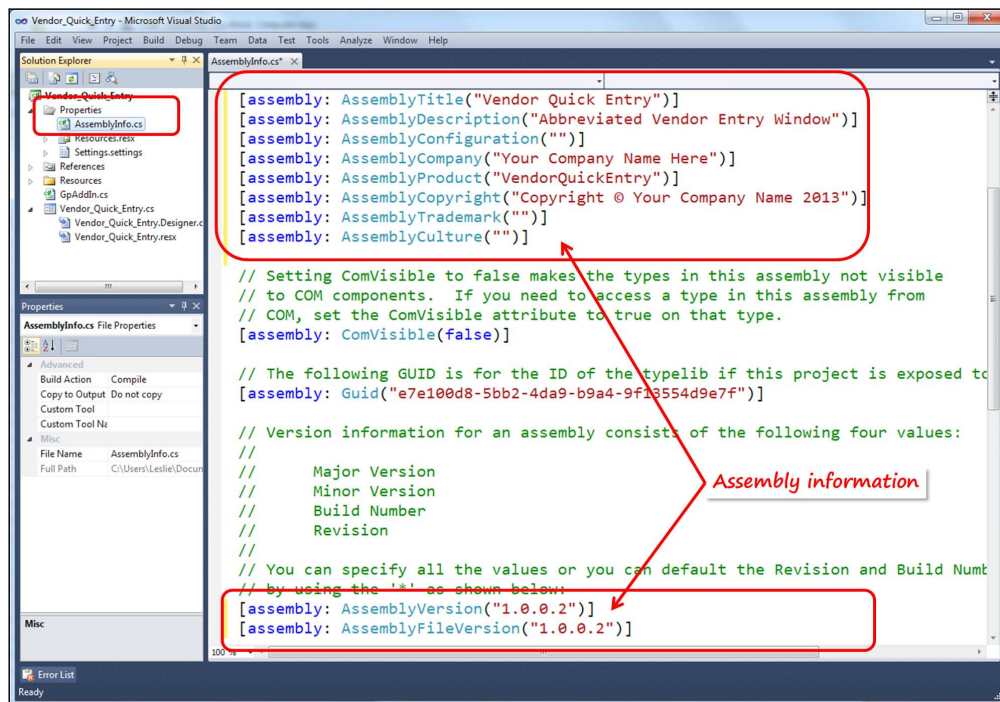 Vendor_Quick_Entry - Microsoft Visual Studio
File Edit View Project Build Debug Team Data Test Tools Analyze Window Help
Solution Explorer
Vendor_Quick_Entry
Properties
AssemblyInfo.cs
Resources.resx
Settings.settings
References
Resources
GpAddIn.cs
Vendor_Quick_Entry.cs
Vendor_Quick_Entry.Designer.c
Vendor_Quick_Entry.resx
Properties
AssemblyInfo.cs File Properties
Advanced
Build Action Compile
Copy to Output Do not copy
Custom Tool
Custom Tool Na
Misc
File Name AssemblyInfo.cs
Full Path C:\Users\Leslie\Docun
Misc
AssemblyInfo.cs*
[assembly: AssemblyTitle("Vendor Quick Entry")]
[assembly: AssemblyDescription("Abbreviated Vendor Entry Window")]
[assembly: AssemblyConfiguration("")]
[assembly: AssemblyCompany("Your Company Name Here")]
[assembly: AssemblyProduct("VendorQuickEntry")]
[assembly: AssemblyCopyright("Copyright © Your Company Name 2013")]
[assembly: AssemblyTrademark("")]
[assembly: AssemblyCulture("")]
// Setting ComVisible to false makes the types in this assembly not visible
// to COM components.  If you need to access a type in this assembly from
// COM, set the ComVisible attribute to true on that type.
[assembly: ComVisible(false)]
// The following GUID is for the ID of the typelib if this project is exposed to
[assembly: Guid("e7e100d8-5bb2-4da9-b9a4-9f13554d9e7f")]
// Version information for an assembly consists of the following four values:
//
//      Major Version
//      Minor Version
//      Build Number
//      Revision
//
// You can specify all the values or you can default the Revision and Build Numb
// by using the '*' as shown below:
[assembly: AssemblyVersion("1.0.0.2")]
[assembly: AssemblyFileVersion("1.0.0.2")]
Assembly information
100 %
Error List
Ready